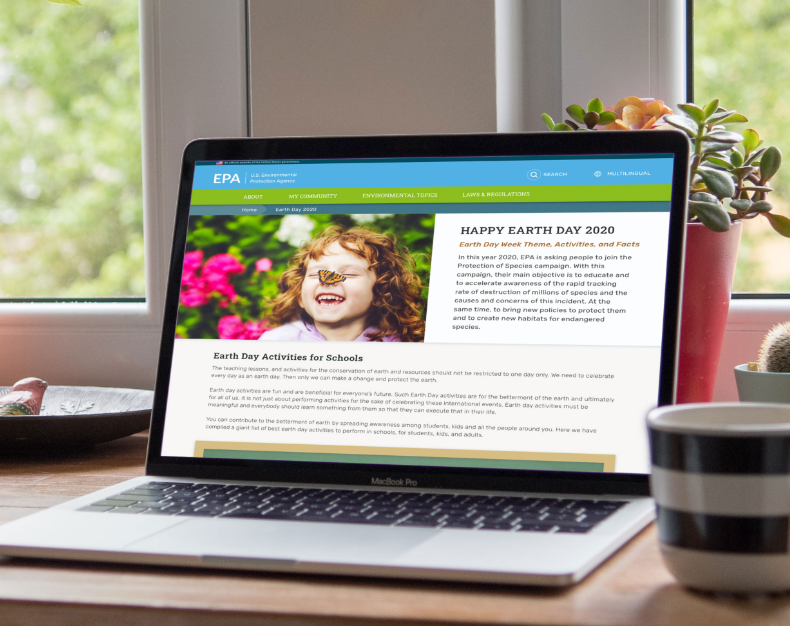 An official website of the United States government.
EPA
U.S. Environmental
Protection Agency
SEARCH
MULTILINGUAL
ABOUT
MY COMMUNITY
ENVIRONMENTAL TOPICS
LAWS & REGULATIONS
Home
Earth Day 2020
HAPPY EARTH DAY 2020
Earth Day Week Theme, Activities, and Facts
In this year 2020, EPA is asking people to join the
Protection of Species campaign. With this
campaign, their main objective is to educate and
to accelerate awareness of the rapid tracking
rate of destruction of millions of species and the
causes and concerns of this incident. At the
same time, to bring new policies to protect them
and to create new habitats for endangered
species.
Earth Day Activities for Schools
The teaching lessons, and activities for the conservation of earth and resources should not be restricted to one day only. We need to celebrate
every day as an earth day. Then only we can make a change and protect the earth.
Earth day activities are fun and are beneficial for everyone's future. Such Earth Day activities are for the betterment of the earth and ultimately
for all of us. It is not just about performing activities for the sake of celebrating these International events. Earth day activities must be
meaningful and everybody should learn something from them so that they can execute that in their life.
You can contribute to the betterment of earth by spreading awareness among students, kids and all the people around you. Here we have
compiled a giant list of best earth day activities to perform in schools, for students, kids, and adults.
MacBook Pro